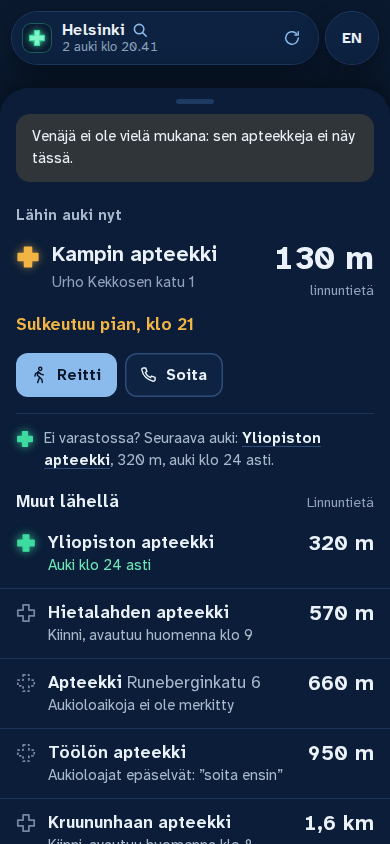 Helsinki
2 auki klo 20.41
EN
Venäjä ei ole vielä mukana: sen apteekkeja ei näy
tässä.
Lähin auki nyt
Kampin apteekki
130 m
Urho Kekkosen katu 1
linnuntietä
Sulkeutuu pian, klo 21
Reitti
Soita
Ei varastossa? Seuraava auki: Yliopiston
apteekki, 320 m, auki klo 24 asti.
Muut lähellä
Linnuntietä
Yliopiston apteekki
320 m
Auki klo 24 asti
Hietalahden apteekki
570 m
Kiinni, avautuu huomenna klo 9
Apteekki Runeberginkatu 6
660 m
Aukioloaikoja ei ole merkitty
Töölön apteekki
950 m
Aukioloajat epäselvät: ”soita ensin”
Kruununhaan apteekki
1,6 km